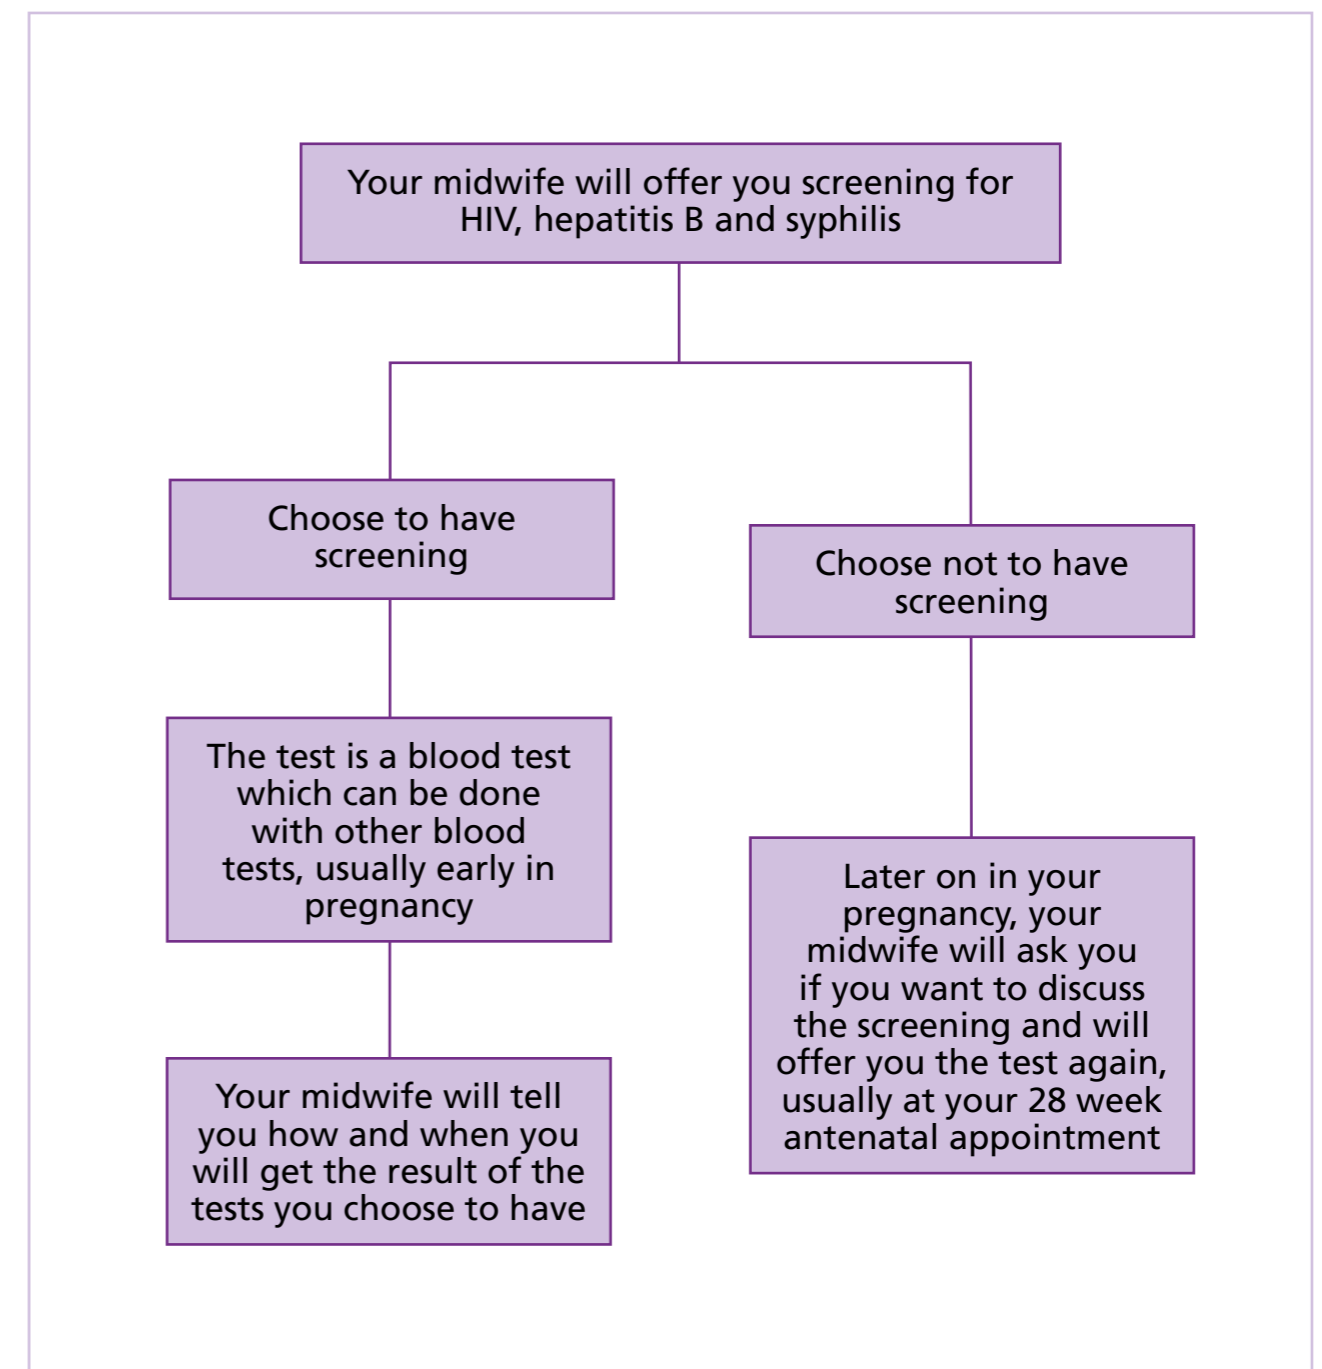 Your midwife will offer you screening for
HIV, hepatitis B and syphilis
Choose to have
screening
The test is a blood test
which can be done
with other blood
tests, usually early in
pregnancy
Your midwife will tell
you how and when you
will get the result of the
tests you choose to have
Choose not to have
screening
Later on in your
pregnancy, your
midwife will ask you
if you want to discuss
the screening and will
offer you the test again,
usually at your 28 week
antenatal appointment